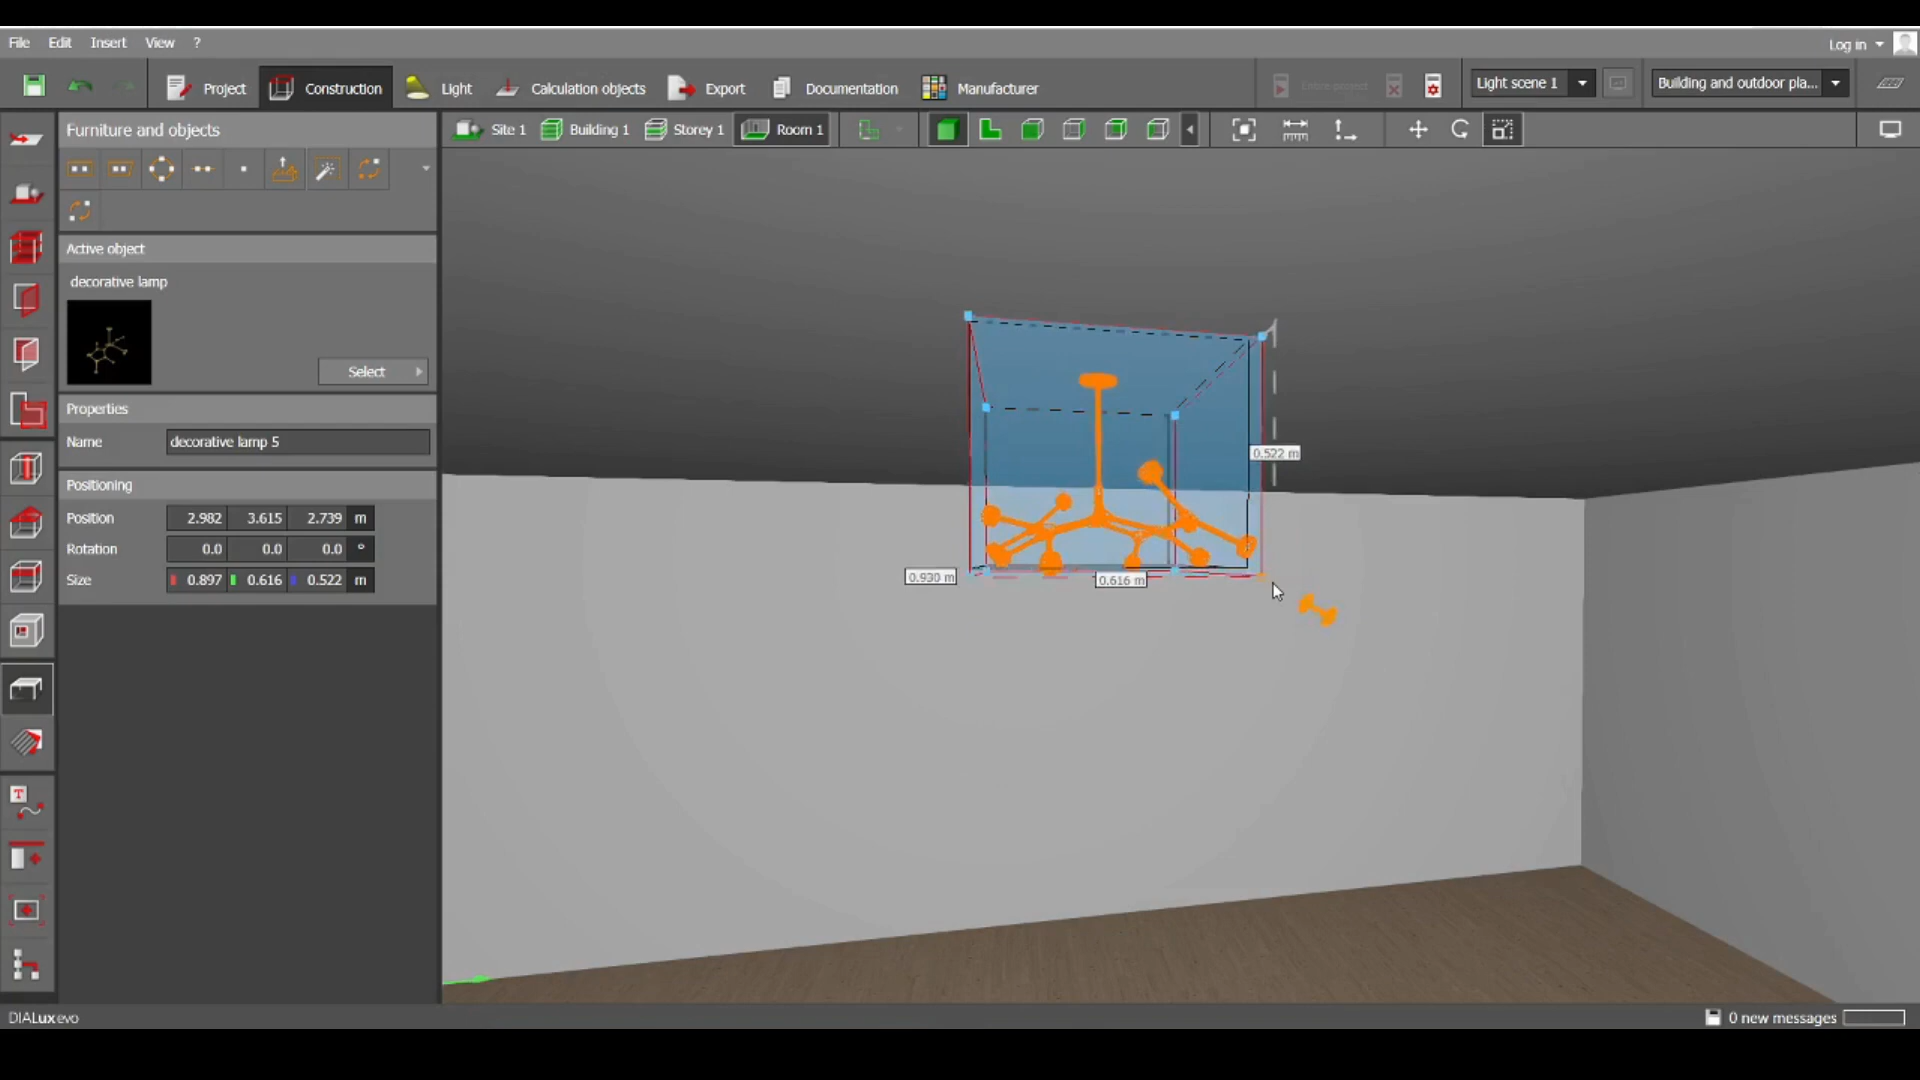 File Edit Insert View ?
Log in
Project Construction Light Calculation objects Export Documentation Manufacturer
Entire project
Light scene 1
Building and outdoor pla...
Furniture and objects
Site 1 Building 1 Storey 1 Room 1
Active object
decorative lamp
Select
Properties
Name decorative lamp 5
Positioning
Position 2.982 3.615 2.739 m
Rotation 0.0 0.0 0.0 °
Size 0.897 0.616 0.522 m
0.522 m
0.930 m
0.616 m
T
DIALux evo
0 new messages